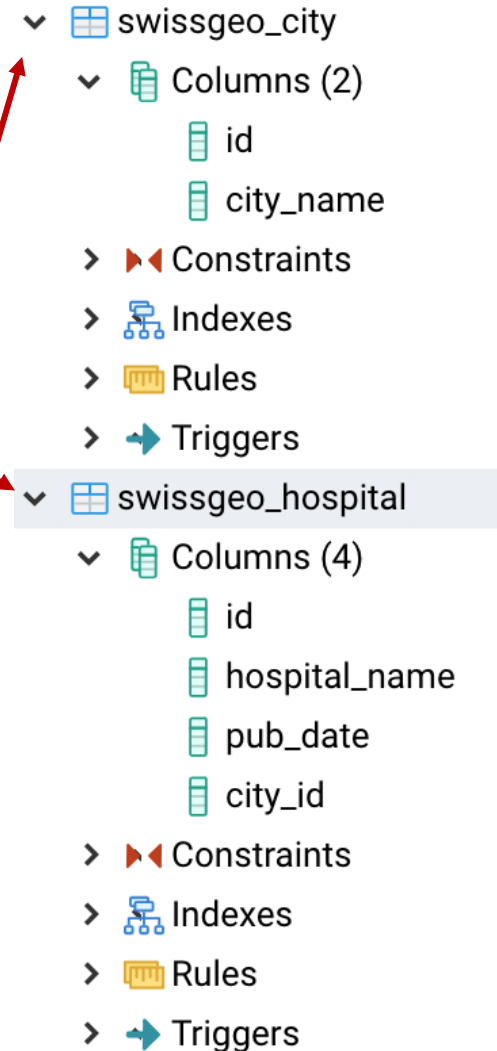 swissgeo_city
Columns (2)
id
city_name
Constraints
Indexes
Rules
Triggers
swissgeo_hospital
Columns (4)
id
hospital_name
pub_date
city_id
Constraints
Indexes
Rules
Triggers